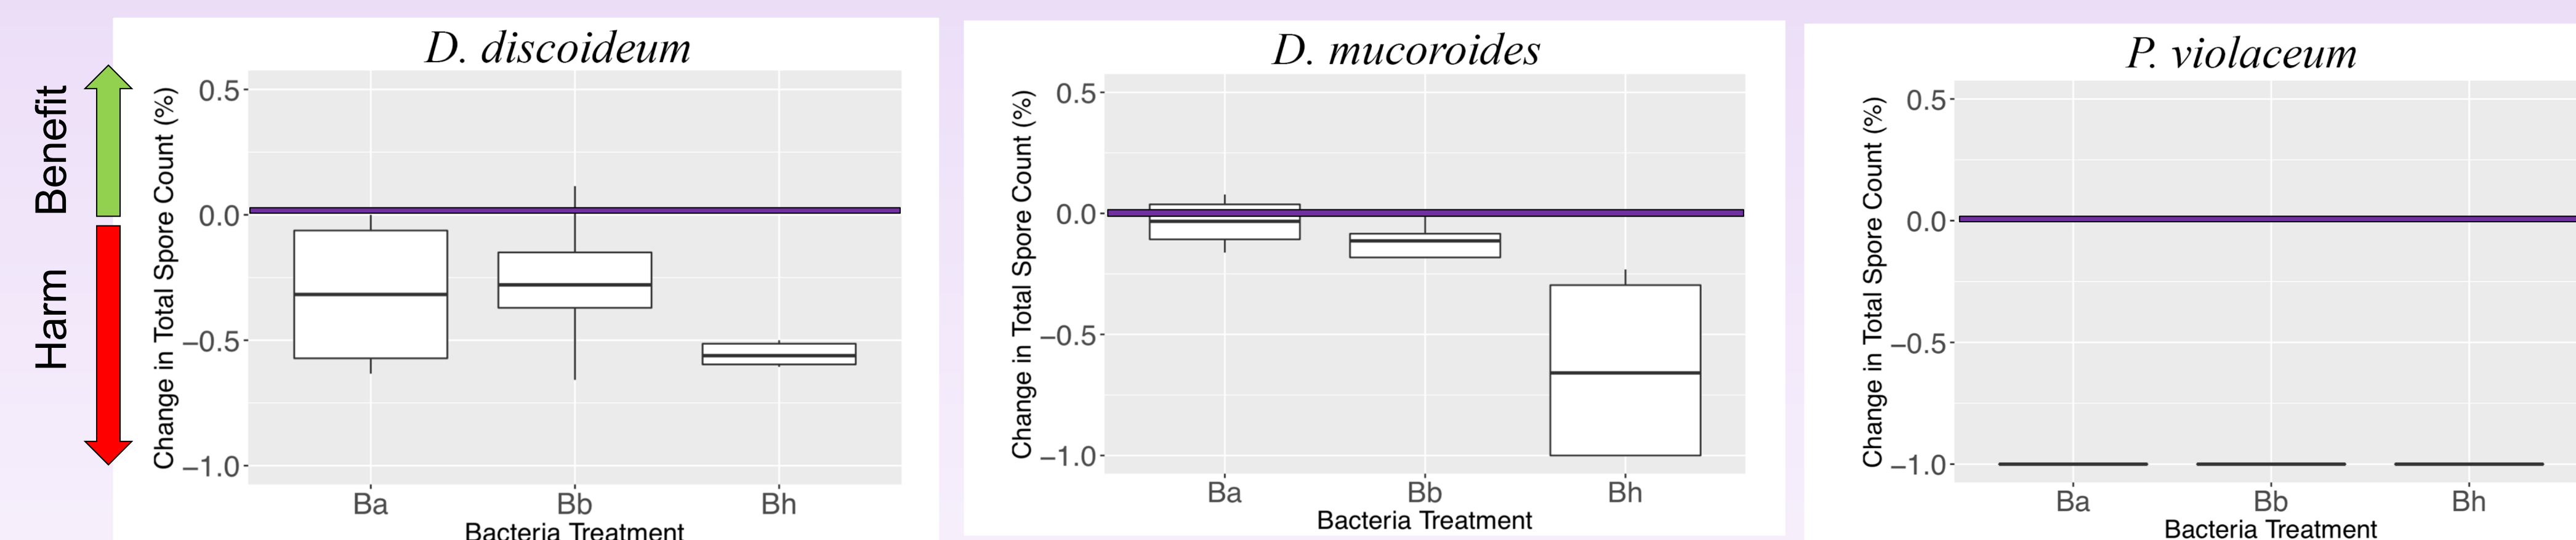 Benefit
Harm
D. discoideum
Change in Total Spore Count (%)
0.5
0.0
−0.5
−1.0
Ba Bb Bh
Bacteria Treatment
D. mucoroides
Change in Total Spore Count (%)
0.5
0.0
−0.5
−1.0
Ba Bb Bh
Bacteria Treatment
P. violaceum
Change in Total Spore Count (%)
0.5
0.0
−0.5
−1.0
Ba Bb Bh
Bacteria Treatment